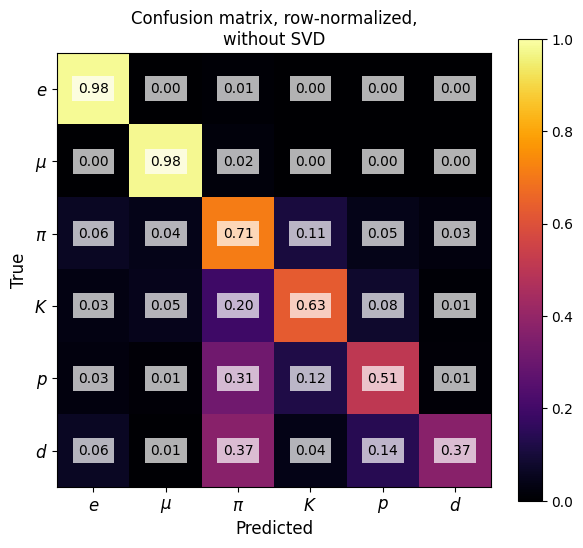 Confusion matrix, row-normalized,
without SVD
e 0.98 0.00 0.01 0.00 0.00 0.00
μ 0.00 0.98 0.02 0.00 0.00 0.00
π 0.06 0.04 0.71 0.11 0.05 0.03
K 0.03 0.05 0.20 0.63 0.08 0.01
p 0.03 0.01 0.31 0.12 0.51 0.01
d 0.06 0.01 0.37 0.04 0.14 0.37
e μ π K p d
Predicted
True
1.0
0.8
0.6
0.4
0.2
0.0